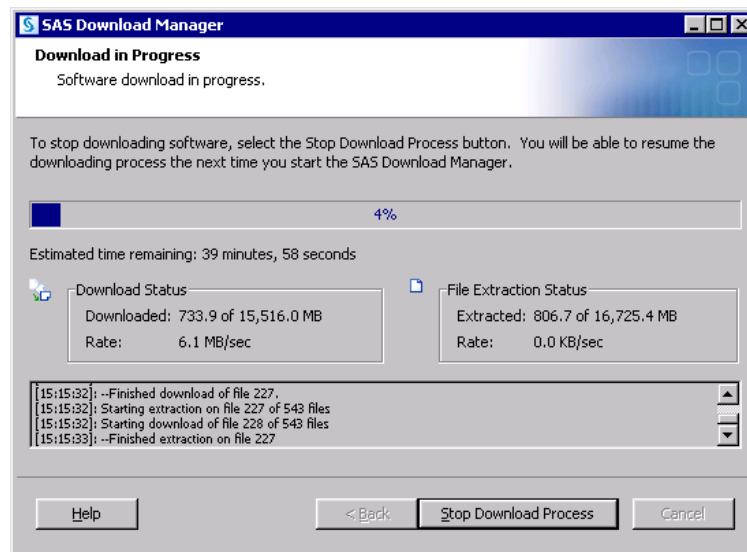 SAS Download Manager
Download in Progress
Software download in progress.
To stop downloading software, select the Stop Download Process button.  You will be able to resume the
downloading process the next time you start the SAS Download Manager.
4%
Estimated time remaining: 39 minutes, 58 seconds
Download Status
Downloaded: 733.9 of 15,516.0 MB
Rate: 6.1 MB/sec
File Extraction Status
Extracted: 806.7 of 16,725.4 MB
Rate: 0.0 KB/sec
[15:15:32]: --Finished download of file 227.
[15:15:32]: Starting extraction on file 227 of 543 files
[15:15:32]: Starting download of file 228 of 543 files
[15:15:33]: --Finished extraction on file 227
Help
< Back
Stop Download Process
Cancel